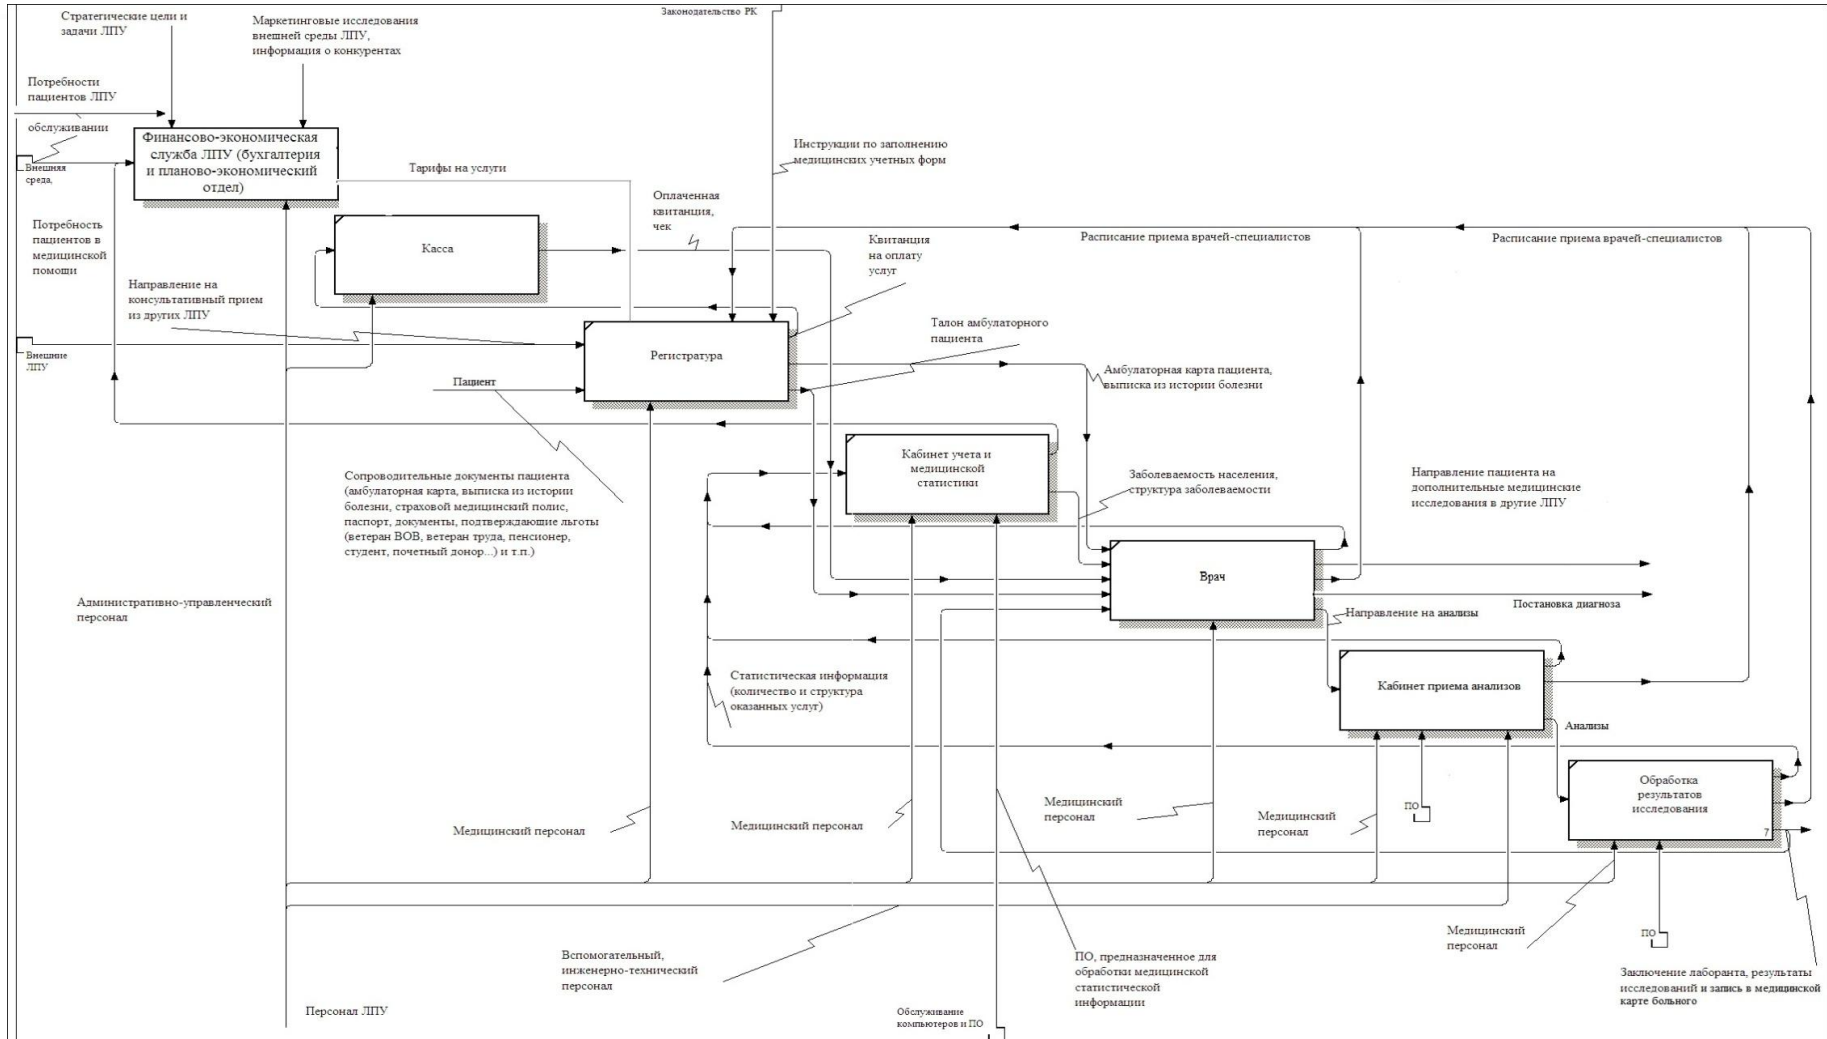 Стратегические цели и
задачи ЛПУ
Маркетинговые исследования
внешней среды ЛПУ,
информация о конкурентах
Законодательство РК
Потребности
пациентов ЛПУ
обслуживании
Внешняя
среда,
Финансово-экономическая
служба ЛПУ (бухгалтерия
и планово-экономический
отдел)
Тарифы на услуги
Инструкции по заполнению
медицинских учетных форм
Оплаченная
квитанция,
чек
Потребность
пациентов в
медицинской
помощи
Касса
Квитанция
на оплату
услуг
Расписание приема врачей-специалистов
Расписание приема врачей-специалистов
Направление на
консультативный прием
из других ЛПУ
Внешние
ЛПУ
Регистратура
Талон амбулаторного
пациента
Пациент
Амбулаторная карта пациента,
выписка из истории болезни
Сопроводительные документы пациента
(амбулаторная карта, выписка из истории
болезни, страховой медицинский полис,
паспорт, документы, подтверждающие льготы
(ветеран ВОВ, ветеран труда, пенсионер,
студент, почетный донор...) и т.п.)
Кабинет учета и
медицинской
статистики
Заболеваемость населения,
структура заболеваемости
Направление пациента на
дополнительные медицинские
исследования в другие ЛПУ
Врач
Постановка диагноза
Направление на анализы
Административно-управленческий
персонал
Статистическая информация
(количество и структура
оказанных услуг)
Кабинет приема анализов
Анализы
Обработка
результатов
исследования
7
Медицинский персонал
Медицинский персонал
Медицинский
персонал
Медицинский
персонал
ПО
Медицинский
персонал
ПО
Вспомогательный,
инженерно-технический
персонал
ПО, предназначенное для
обработки медицинской
статистической
информации
Заключение лаборанта, результаты
исследований и запись в медицинской
карте больного
Персонал ЛПУ
Обслуживание
компьютеров и ПО